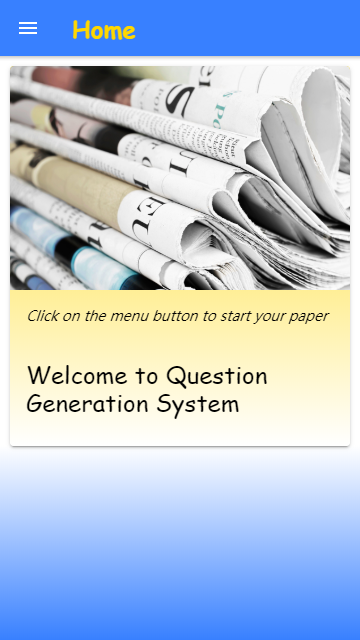 Home
Click on the menu button to start your paper
Welcome to Question
Generation System